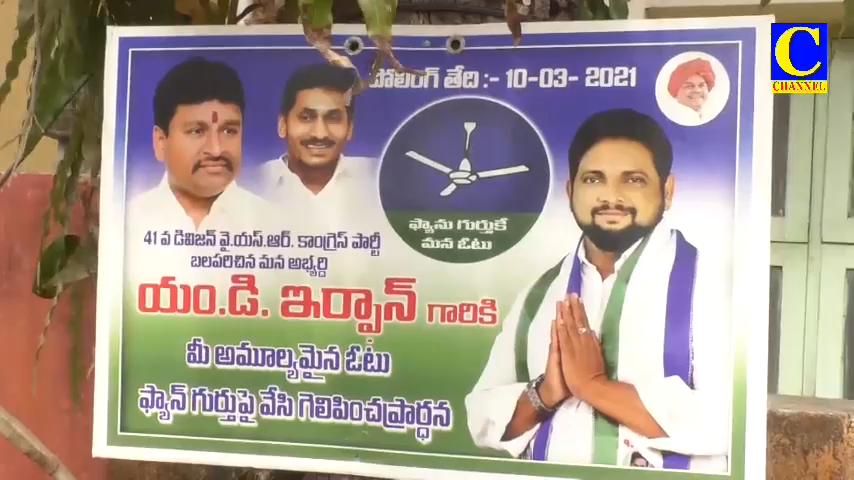 పోలింగ్ తేది :- 10-03- 2021
C
CHANNEL
ఫ్యాను గుర్తుకే
మన ఓటు
41 వ డివిజన్ వై.యస్.ఆర్. కాంగ్రెస్ పార్టీ
బలపరిచిన మన అభ్యర్ది
యం.డి. ఇర్ఫాన్ గారికి
మీ అమూల్యమైన ఓటు
ఫ్యాన్ గుర్తుపై వేసి గెలిపించప్రార్ధన